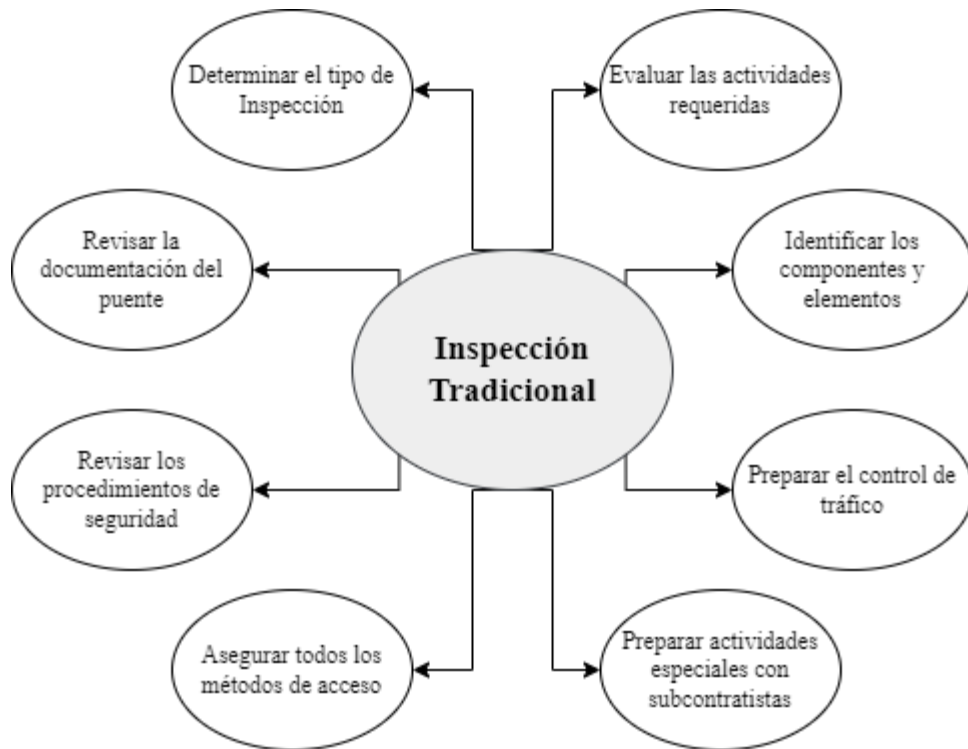 Determinar el tipo de
Inspección
Evaluar las actividades
requeridas
Revisar la
documentación del
puente
Identificar los
componentes y
elementos
Inspección
Tradicional
Revisar los
procedimientos de
seguridad
Preparar el control de
tráfico
Asegurar todos los
métodos de acceso
Preparar actividades
especiales con
subcontratistas